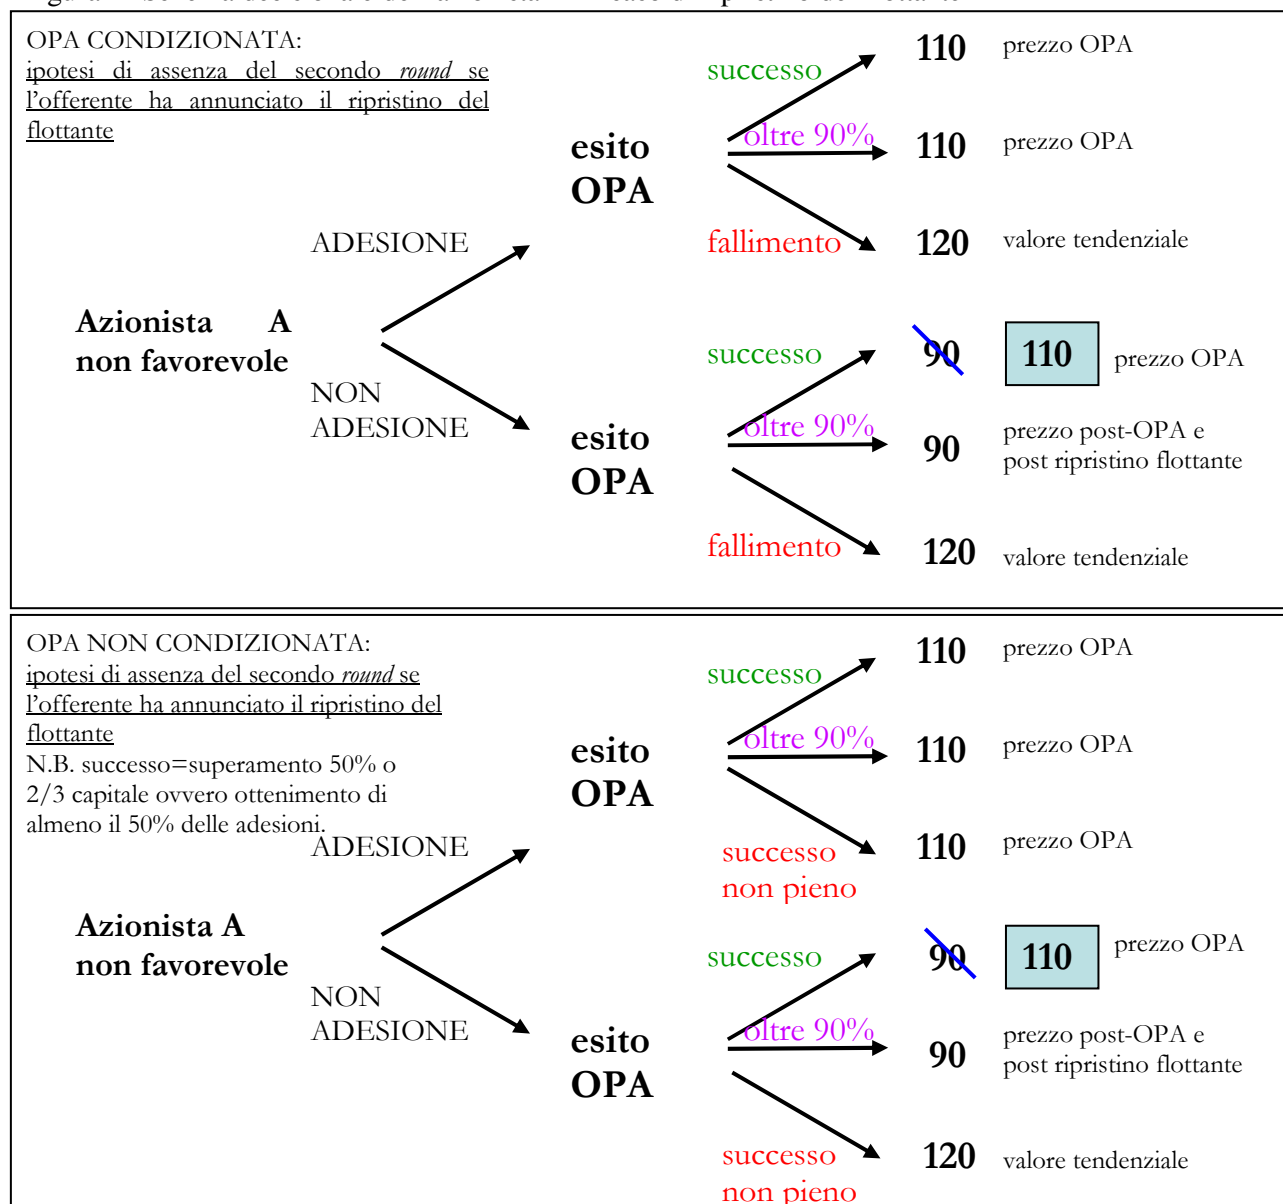 OPA CONDIZIONATA:
ipotesi di assenza del secondo round se
l'offerente ha annunciato il ripristino del
flottante
successo
110 prezzo OPA
oltre 90%
esito
OPA
110 prezzo OPA
ADESIONE
fallimento
120 valore tendenziale
Azionista A
non favorevole
successo
90 110 prezzo OPA
NON
ADESIONE
oltre 90%
esito
OPA
90 prezzo post-OPA e
post ripristino flottante
fallimento
120 valore tendenziale
OPA NON CONDIZIONATA:
ipotesi di assenza del secondo round se
l'offerente ha annunciato il ripristino del
flottante
N.B. successo=superamento 50% o
2/3 capitale ovvero ottenimento di
almeno il 50% delle adesioni.
successo
110 prezzo OPA
oltre 90%
esito
OPA
110 prezzo OPA
ADESIONE
successo
non pieno
110 prezzo OPA
Azionista A
non favorevole
successo
90 110 prezzo OPA
NON
ADESIONE
oltre 90%
esito
OPA
90 prezzo post-OPA e
post ripristino flottante
successo
non pieno
120 valore tendenziale